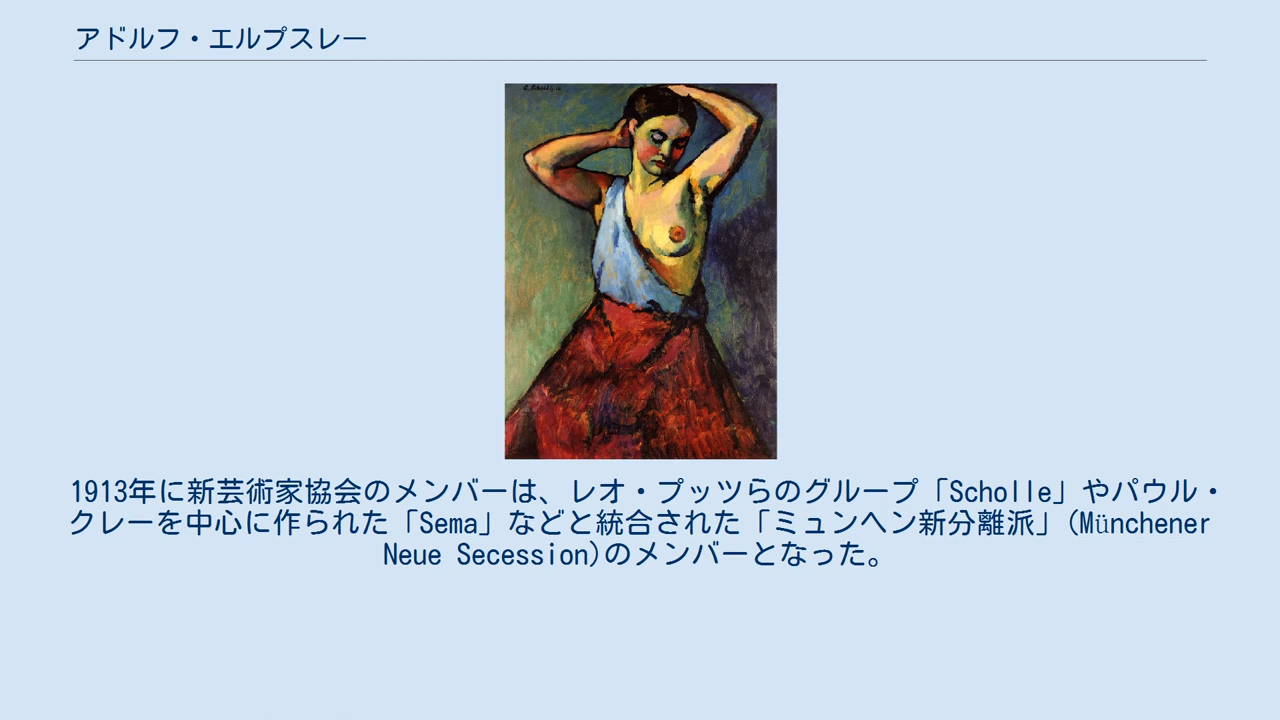 アドルフ・エルプスレー
1913年に新芸術家協会のメンバーは、レオ・プッツらのグループ「Scholle」やパウル・
クレーを中心に作られた「Sema」などと統合された「ミュンヘン新分離派」(Münchener
Neue Secession)のメンバーとなった。